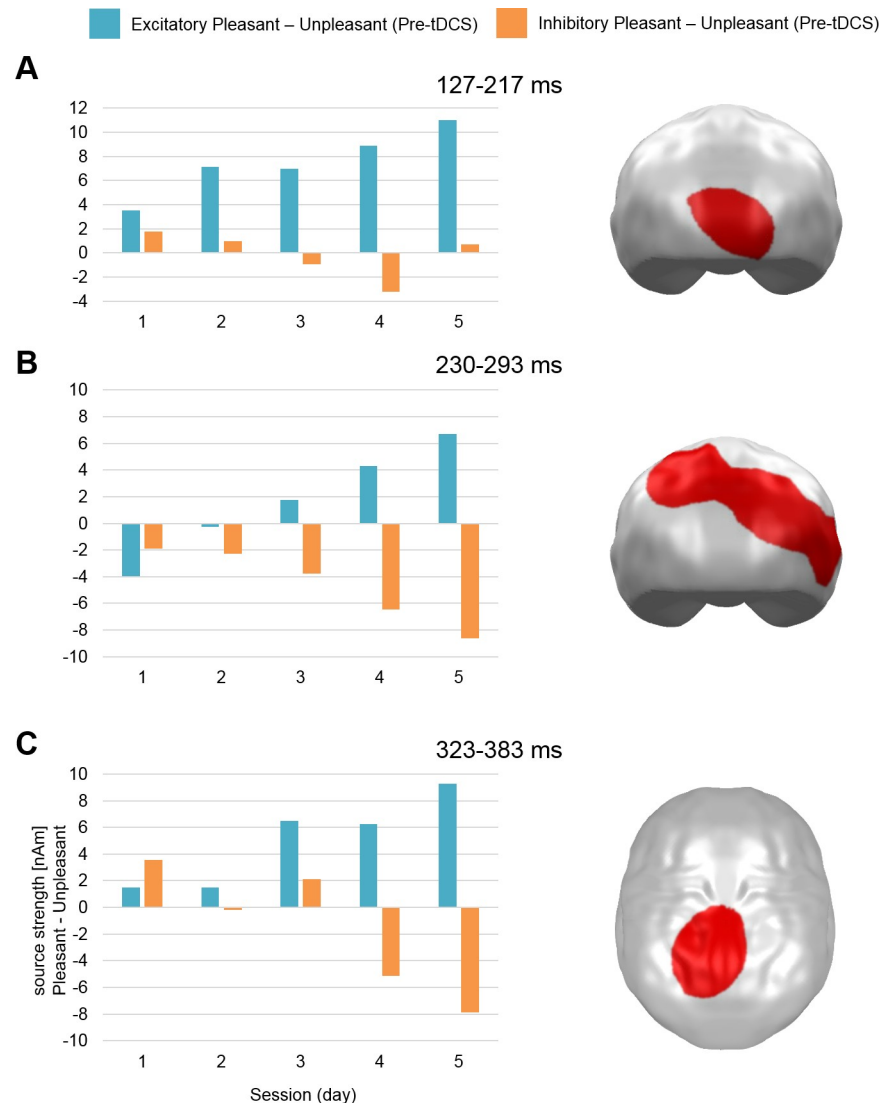 Excitatory Pleasant – Unpleasant (Pre-tDCS)
Inhibitory Pleasant – Unpleasant (Pre-tDCS)
A
127-217 ms
12
10
8
6
4
2
0
-2
-4
1 2 3 4 5
B
230-293 ms
10
8
6
4
2
0
-2
-4
-6
-8
-10
1 2 3 4 5
C
323-383 ms
source strength [nAm]
Pleasant - Unpleasant
10
8
6
4
2
0
-2
-4
-6
-8
-10
1 2 3 4 5
Session (day)